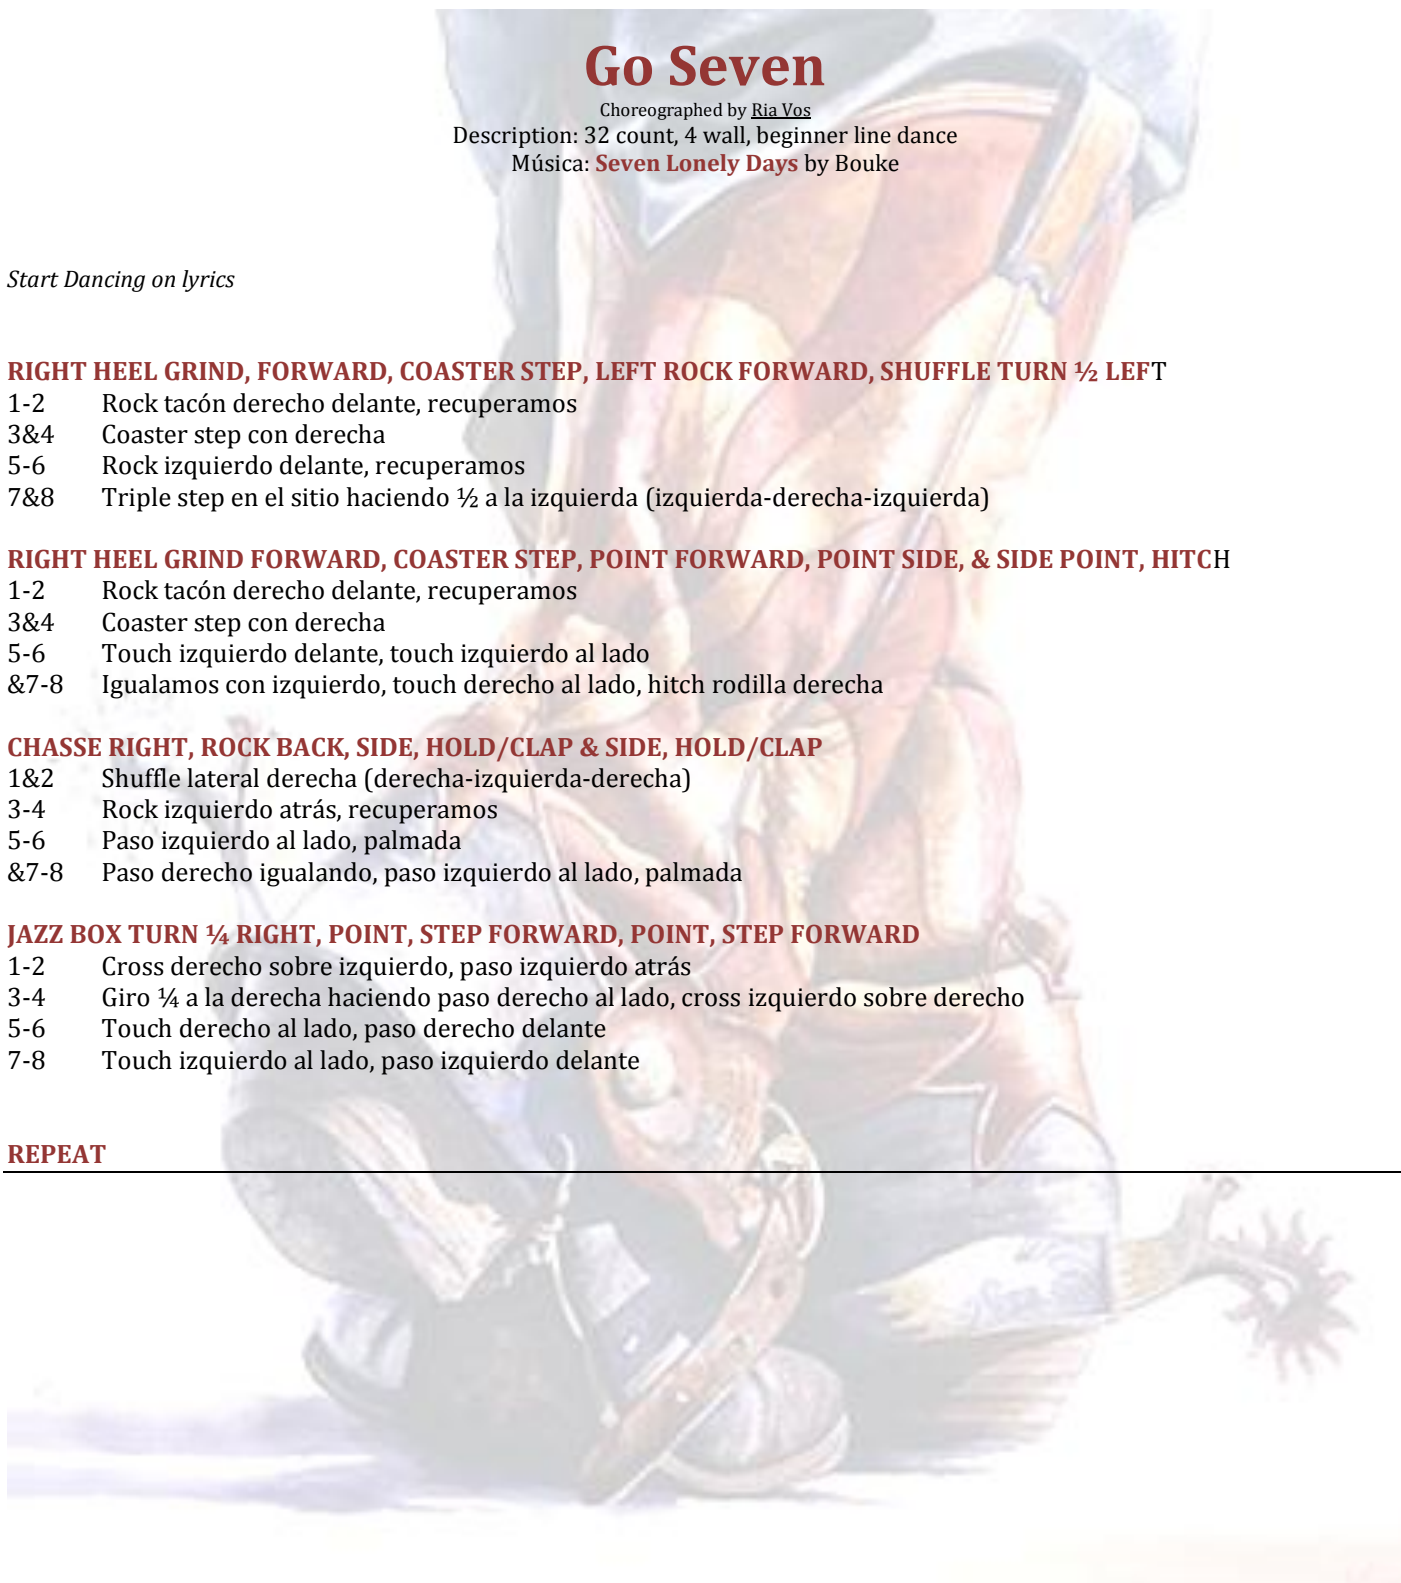 Go Seven
Choreographed by Ria Vos
Description: 32 count, 4 wall, beginner line dance
Música: Seven Lonely Days by Bouke
Start Dancing on lyrics
RIGHT HEEL GRIND, FORWARD, COASTER STEP, LEFT ROCK FORWARD, SHUFFLE TURN ½ LEFT
1-2 Rock tacón derecho delante, recuperamos
3&4 Coaster step con derecha
5-6 Rock izquierdo delante, recuperamos
7&8 Triple step en el sitio haciendo ½ a la izquierda (izquierda-derecha-izquierda)
RIGHT HEEL GRIND FORWARD, COASTER STEP, POINT FORWARD, POINT SIDE, & SIDE POINT, HITCH
1-2 Rock tacón derecho delante, recuperamos
3&4 Coaster step con derecha
5-6 Touch izquierdo delante, touch izquierdo al lado
&7-8 Igualamos con izquierdo, touch derecho al lado, hitch rodilla derecha
CHASSE RIGHT, ROCK BACK, SIDE, HOLD/CLAP & SIDE, HOLD/CLAP
1&2 Shuffle lateral derecha (derecha-izquierda-derecha)
3-4 Rock izquierdo atrás, recuperamos
5-6 Paso izquierdo al lado, palmada
&7-8 Paso derecho igualando, paso izquierdo al lado, palmada
JAZZ BOX TURN ¼ RIGHT, POINT, STEP FORWARD, POINT, STEP FORWARD
1-2 Cross derecho sobre izquierdo, paso izquierdo atrás
3-4 Giro ¼ a la derecha haciendo paso derecho al lado, cross izquierdo sobre derecho
5-6 Touch derecho al lado, paso derecho delante
7-8 Touch izquierdo al lado, paso izquierdo delante
REPEAT